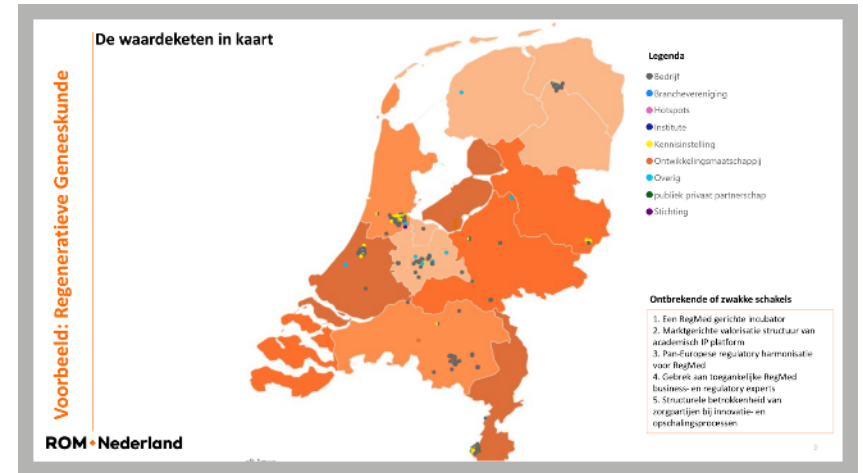 De waardeketen in kaart
Voorbeeld: Regeneratieve Geneeskunde
Legenda
Bedrijf
Branchevereniging
Hotspots
Institute
Kennisinstelling
Ontwikkelingsmaatschappij
Overig
publiek privaat partnerschap
Stichting
Ontbrekende of zwakke schakels
1. Een RegMed gerichte incubator
2. Marktgerichte valorisatie structuur van
academisch IP platform
3. Pan-Europese regulatory harmonisatie
voor RegMed
4. Gebrek aan toegankelijke RegMed
business- en regulatory experts
5. Structurele betrokkenheid van
zorgpartijen bij innovatie- en
opschalingsprocessen
ROM Nederland